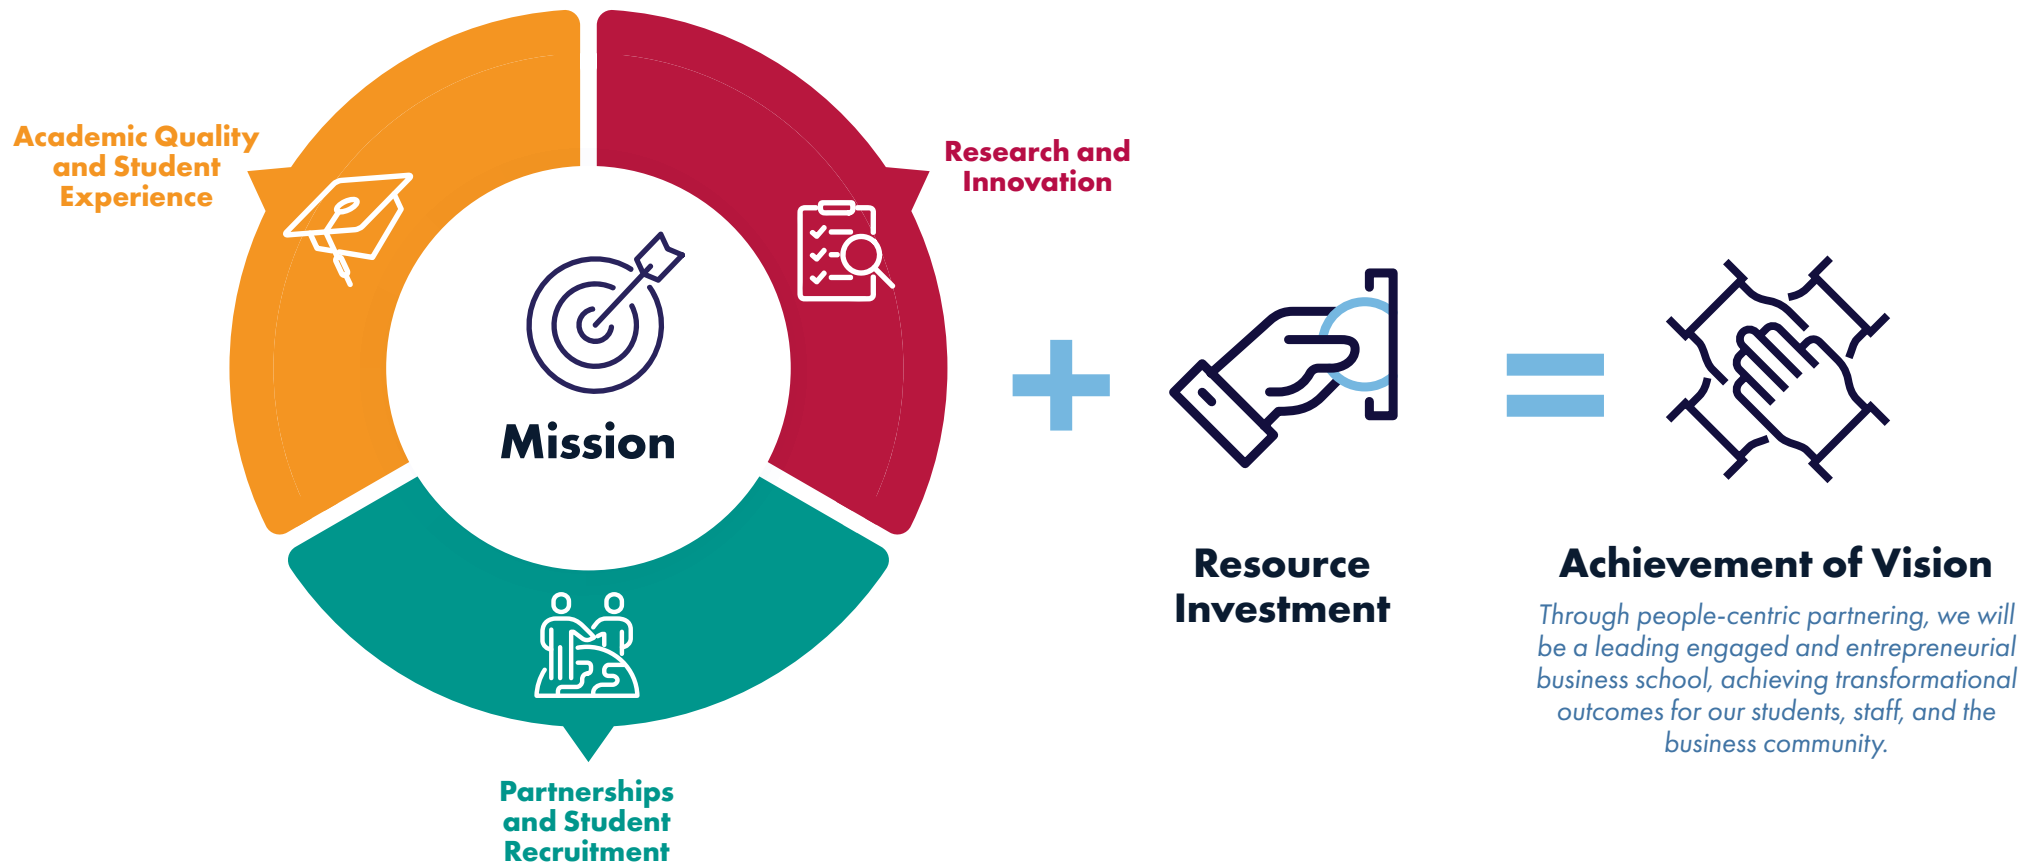 Academic Quality
and Student
Experience
Research and
Innovation
Mission
Partnerships
and Student
Recruitment
Resource
Investment
Achievement of Vision
Through people-centric partnering, we will
be a leading engaged and entrepreneurial
business school, achieving transformational
outcomes for our students, staff, and the
business community.